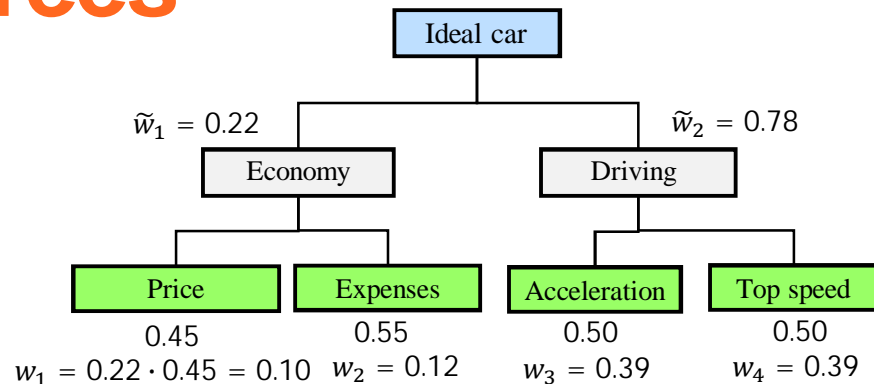 Ideal car
w̃₁ = 0.22
w̃₂ = 0.78
Economy
Driving
Price
Expenses
Acceleration
Top speed
0.45
0.55
0.50
0.50
w₁ = 0.22 · 0.45 = 0.10
w₂ = 0.12
w₃ = 0.39
w₄ = 0.39